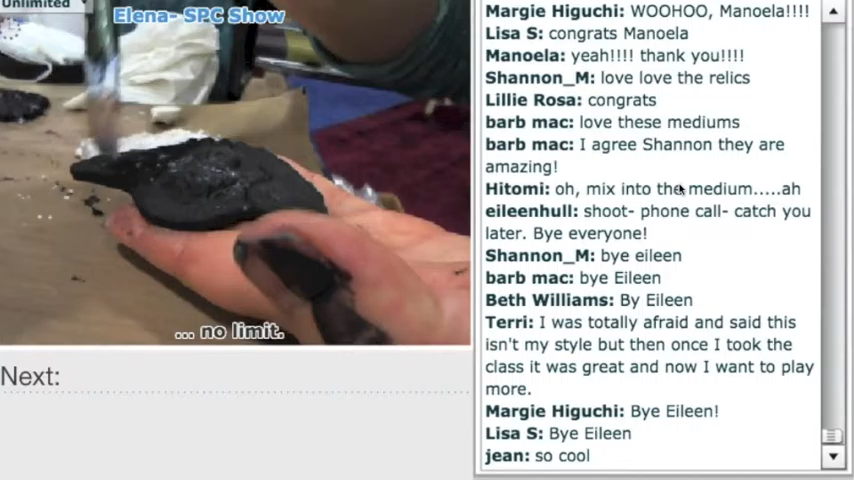 Unlimited
Elena- SPC Show
... no limit.
Next:
Margie Higuchi: WOOHOO, Manoela!!!!
Lisa S: congrats Manoela
Manoela: yeah!!!! thank you!!!!
Shannon_M: love love the relics
Lillie Rosa: congrats
barb mac: love these mediums
barb mac: I agree Shannon they are
amazing!
Hitomi: oh, mix into the medium.....ah
eileenhull: shoot- phone call- catch you
later. Bye everyone!
Shannon_M: bye eileen
barb mac: bye Eileen
Beth Williams: By Eileen
Terri: I was totally afraid and said this
isn't my style but then once I took the
class it was great and now I want to play
more.
Margie Higuchi: Bye Eileen!
Lisa S: Bye Eileen
jean: so cool